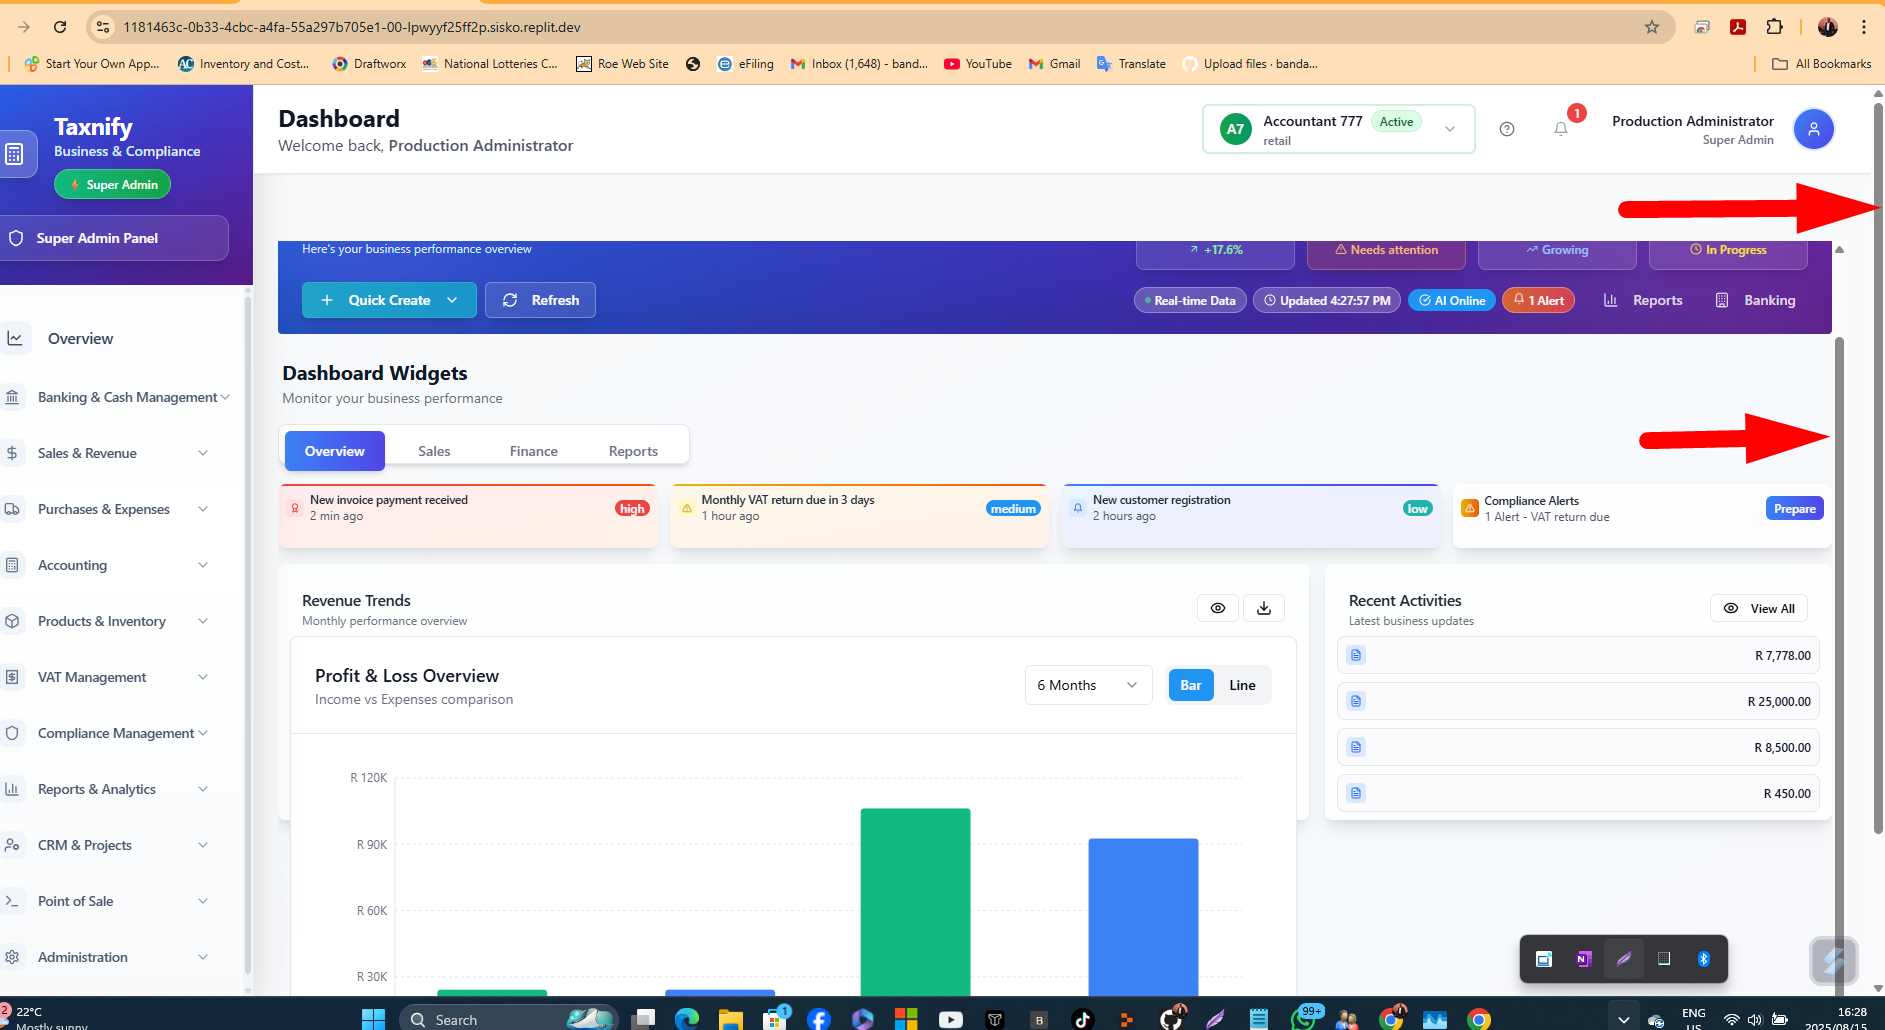 1181463c-0b33-4cbc-a4fa-55a297b705e1-00-lpwyyf25ff2p.sisko.replit.dev
Start Your Own App...
Inventory and Cost...
Draftworx
National Lotteries C...
Roe Web Site
eFiling
Inbox (1,648) - band...
YouTube
Gmail
Translate
Upload files · banda...
All Bookmarks
Taxnify
Business & Compliance
Super Admin
Super Admin Panel
Overview
Banking & Cash Management
Sales & Revenue
Purchases & Expenses
Accounting
Products & Inventory
VAT Management
Compliance Management
Reports & Analytics
CRM & Projects
Point of Sale
Administration
Dashboard
Welcome back, Production Administrator
A7
Accountant 777
Active
retail
1
Production Administrator
Super Admin
Here's your business performance overview
+17.6%
Needs attention
Growing
In Progress
Quick Create
Refresh
Real-time Data
Updated 4:27:57 PM
AI Online
1 Alert
Reports
Banking
Dashboard Widgets
Monitor your business performance
Overview
Sales
Finance
Reports
New invoice payment received
2 min ago
high
Monthly VAT return due in 3 days
1 hour ago
medium
New customer registration
2 hours ago
low
Compliance Alerts
1 Alert - VAT return due
Prepare
Revenue Trends
Monthly performance overview
Profit & Loss Overview
Income vs Expenses comparison
6 Months
Bar
Line
R 120K
R 90K
R 60K
R 30K
Recent Activities
Latest business updates
View All
R 7,778.00
R 25,000.00
R 8,500.00
R 450.00
2
22°C
Mostly sunny
Search
1
99+
ENG
US
16:28
2025/08/15